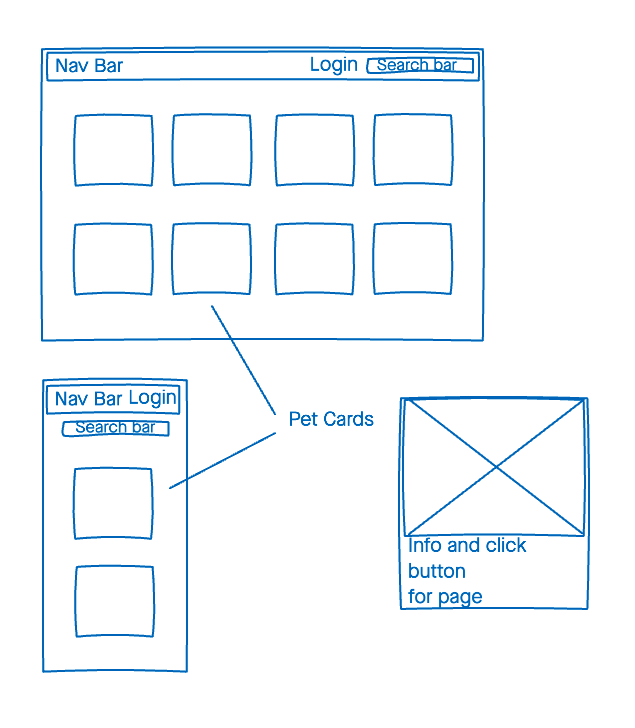 Nav Bar Login Search bar
Pet Cards
Nav Bar Login
Search bar
Info and click
button
for page